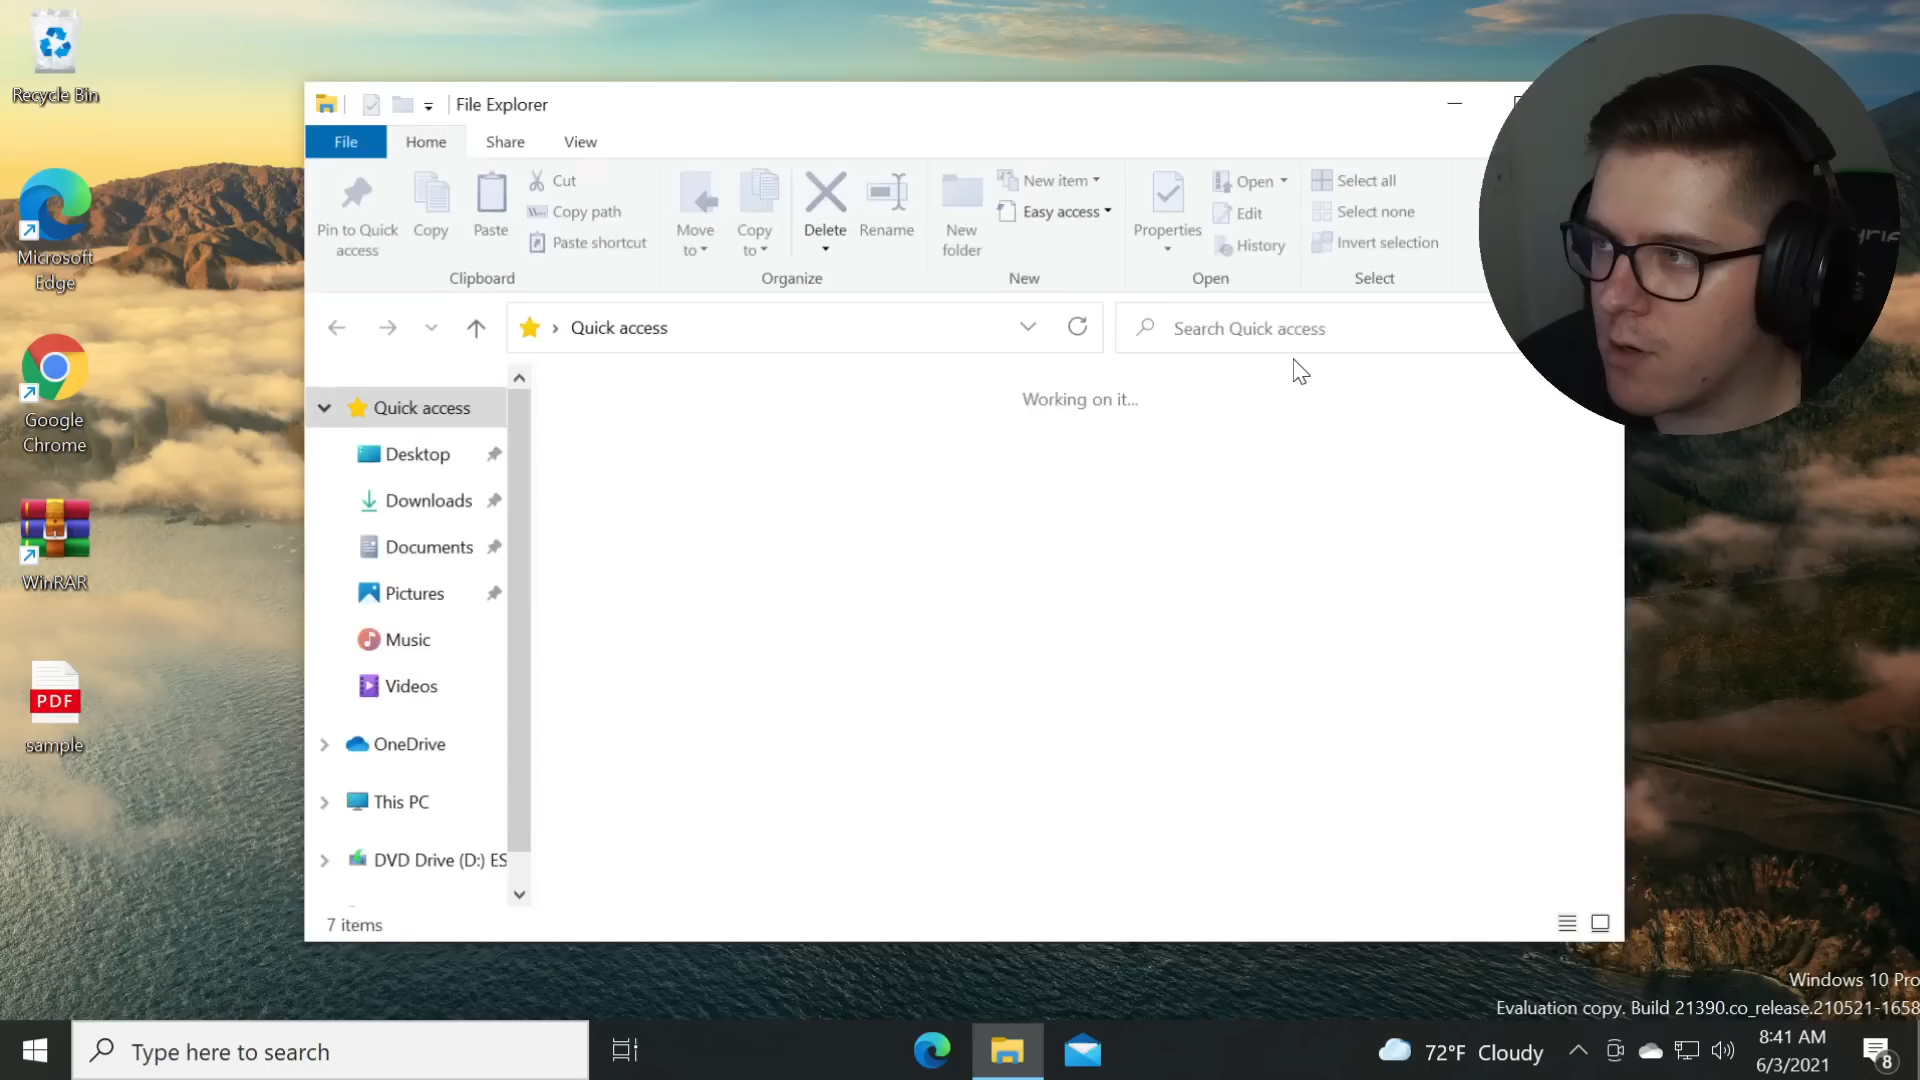 Recycle Bin
Microsoft
Edge
Google
Chrome
WinRAR
PDF
sample
File Explorer
File
Home
Share
View
Pin to Quick
access
Copy
Paste
Cut
Copy path
Paste shortcut
Clipboard
Move
to
Copy
to
Delete
Rename
Organize
New
folder
New item
Easy access
New
Properties
Open
Edit
History
Open
Select all
Select none
Invert selection
Select
Quick access
Search Quick access
Working on it...
Quick access
Desktop
Downloads
Documents
Pictures
Music
Videos
OneDrive
This PC
DVD Drive (D:) ES
7 items
Windows 10 Pro
Evaluation copy. Build 21390.co_release.210521-1658
Type here to search
72°F Cloudy
8:41 AM
6/3/2021
8